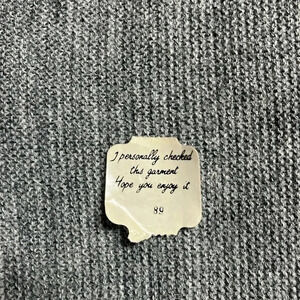 I personally checked
this garment
Hope you enjoy it
89